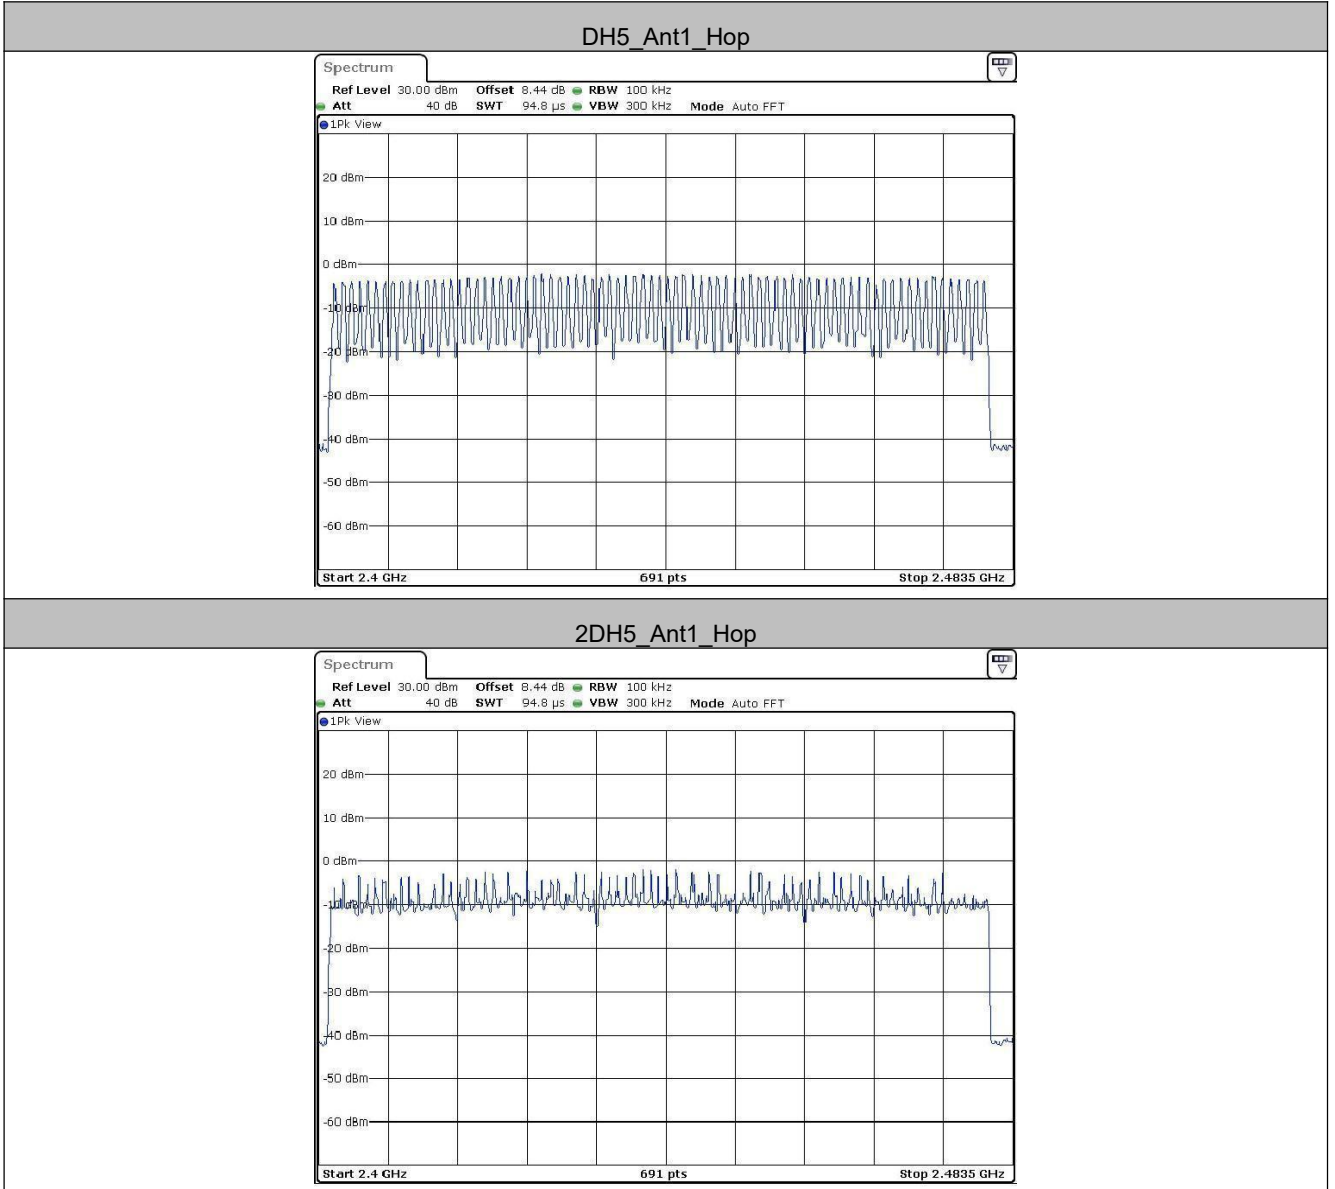 DH5_Ant1_Hop
Spectrum
Ref Level 30.00 dBm Offset 8.44 dB RBW 100 kHz
Att 40 dB SWT 94.8 µs VBW 300 kHz Mode Auto FFT
1Pk View
20 dBm
10 dBm
0 dBm
-10 dBm
-20 dBm
-30 dBm
-40 dBm
-50 dBm
-60 dBm
Start 2.4 GHz 691 pts Stop 2.4835 GHz
2DH5_Ant1_Hop
Spectrum
Ref Level 30.00 dBm Offset 8.44 dB RBW 100 kHz
Att 40 dB SWT 94.8 µs VBW 300 kHz Mode Auto FFT
1Pk View
20 dBm
10 dBm
0 dBm
-10 dBm
-20 dBm
-30 dBm
-40 dBm
-50 dBm
-60 dBm
Start 2.4 GHz 691 pts Stop 2.4835 GHz